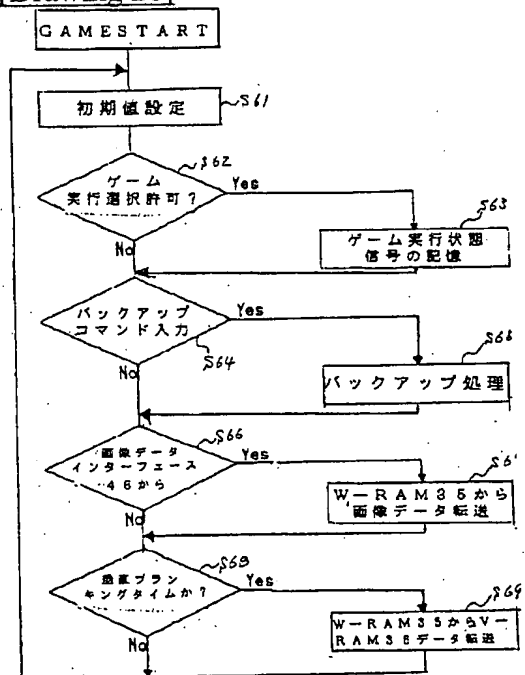 GAMESTART
初期値設定
S61
S62
ゲーム
実行選択許可?
Yes
No
S63
ゲーム実行状態
信号の記憶
バックアップ
コマンド入力
Yes
No
S64
バックアップ処理
S66
画像データ
インターフェース
46から
Yes
No
W-RAM35から
画像データ転送
垂直ブラン
キングタイムか?
Yes
No
S69
W-RAM35からV-
RAM36データ転送